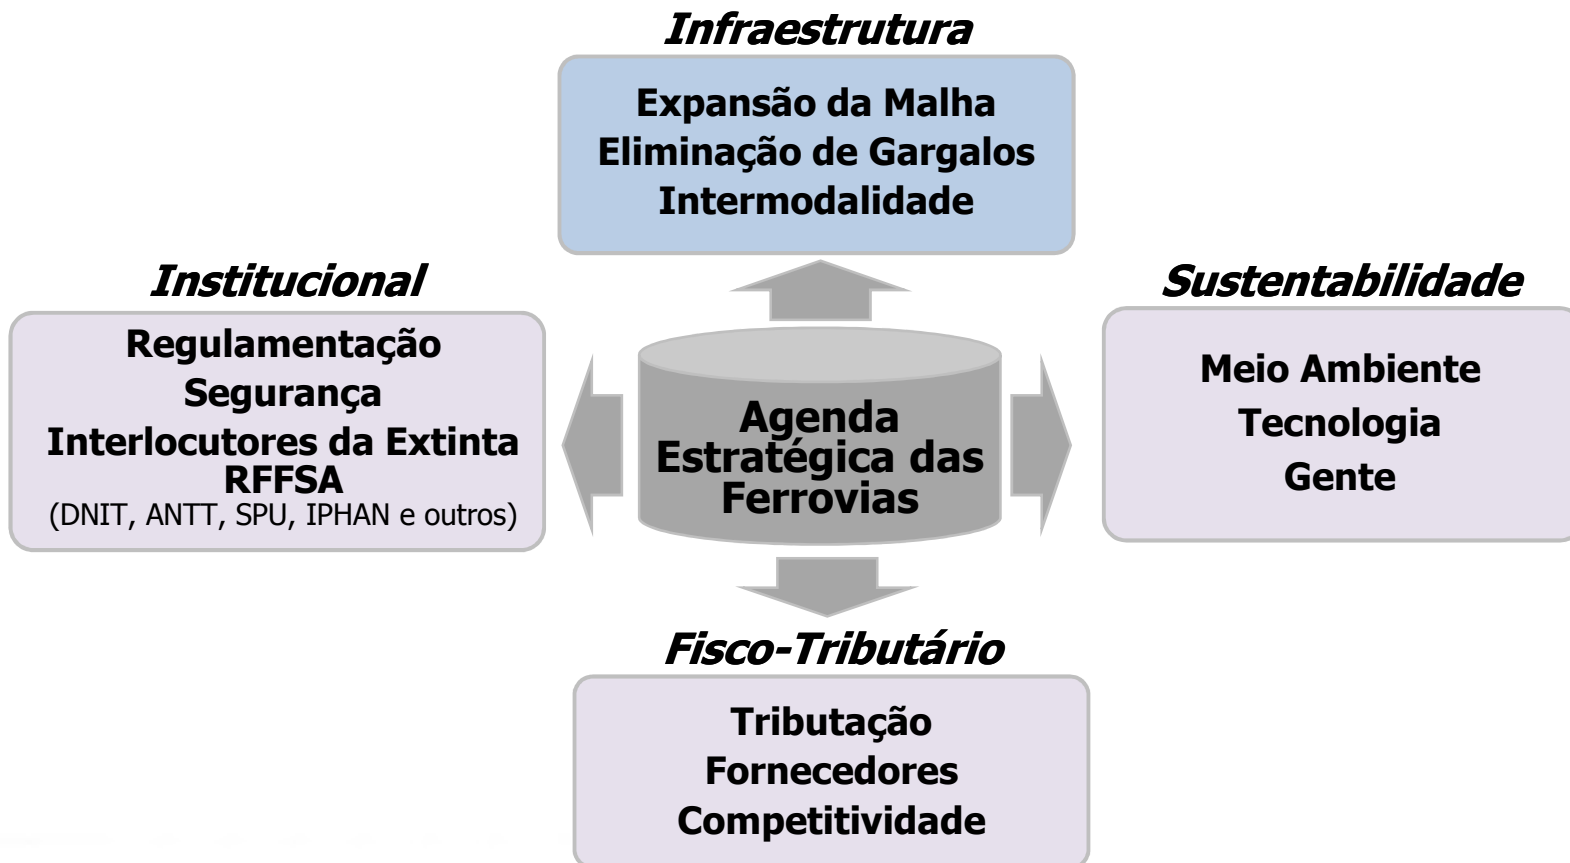 Infraestrutura
Expansão da Malha
Eliminação de Gargalos
Intermodalidade
Institucional
Regulamentação
Segurança
Interlocutores da Extinta
RFFSA
(DNIT, ANTT, SPU, IPHAN e outros)
Agenda
Estratégica das
Ferrovias
Sustentabilidade
Meio Ambiente
Tecnologia
Gente
Fisco-Tributário
Tributação
Fornecedores
Competitividade